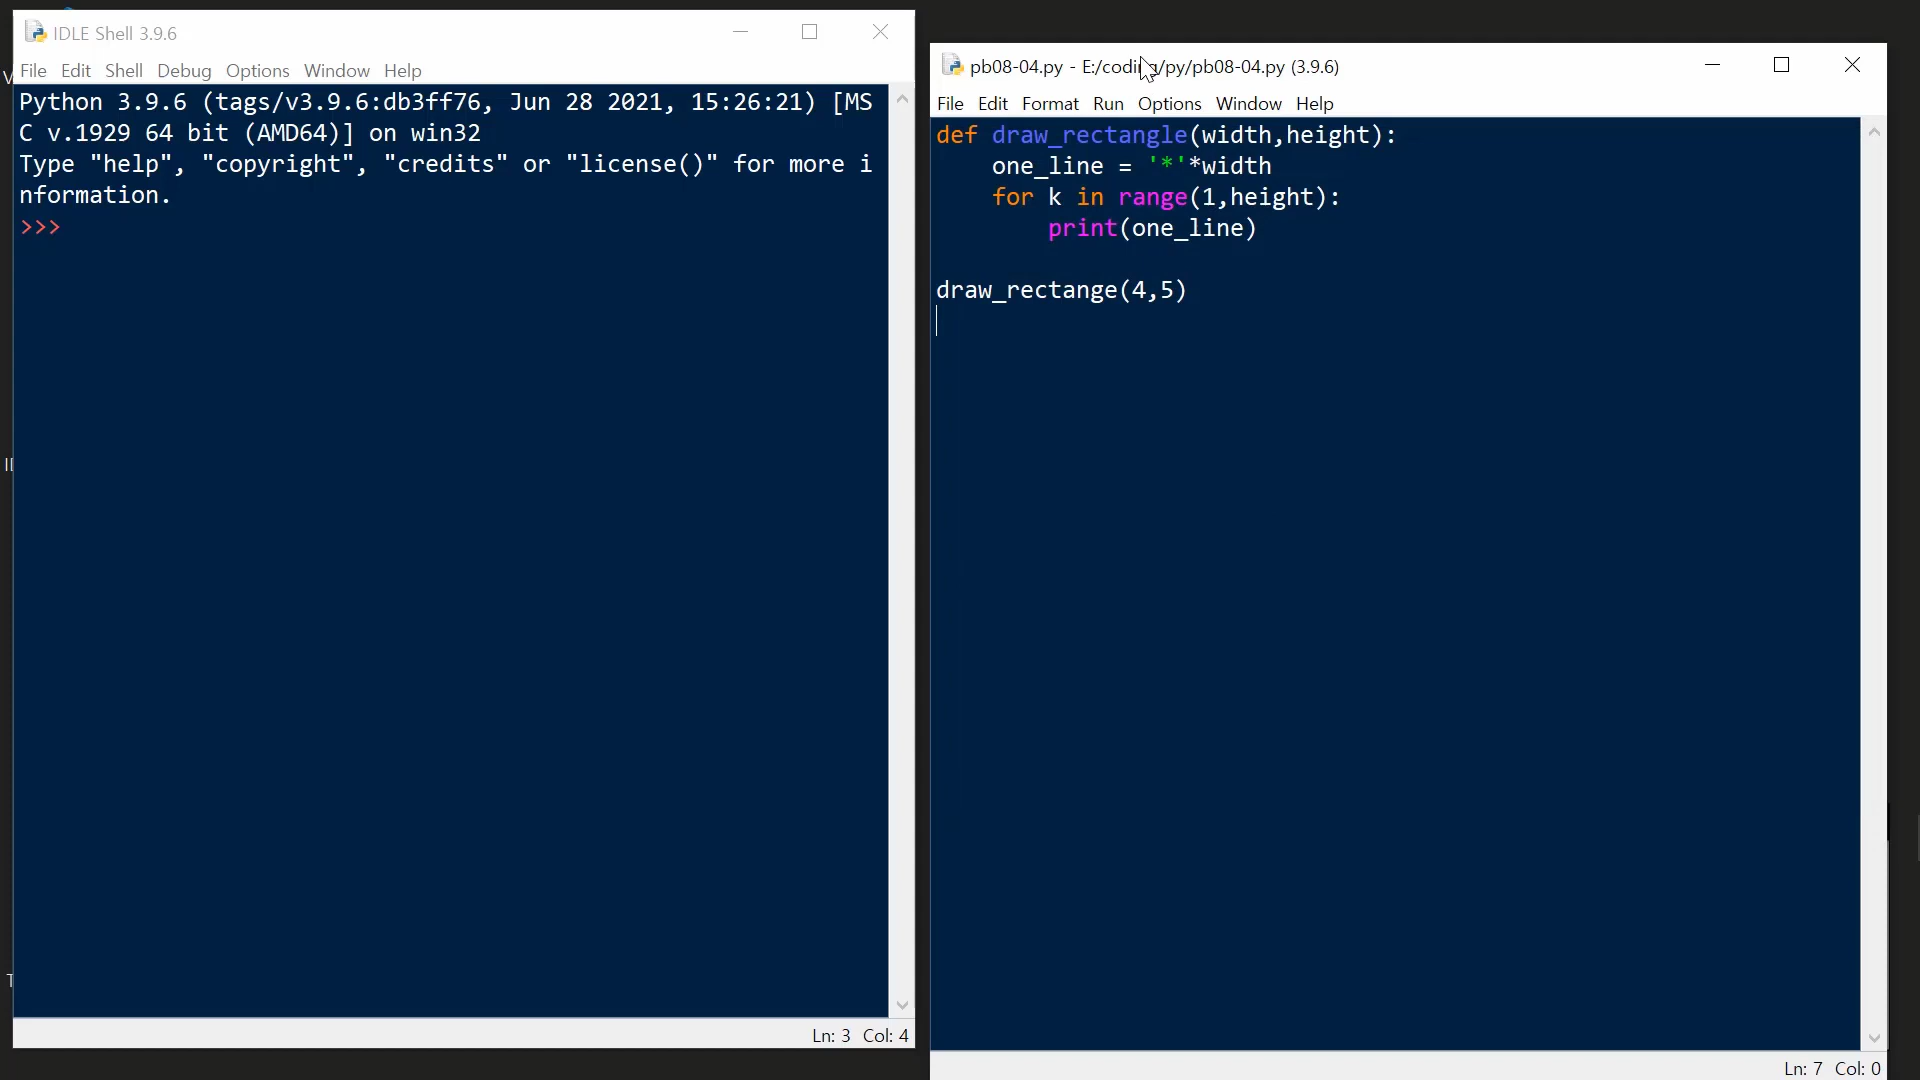 IDLE Shell 3.9.6
File Edit Shell Debug Options Window Help
Python 3.9.6 (tags/v3.9.6:db3ff76, Jun 28 2021, 15:26:21) [MS
C v.1929 64 bit (AMD64)] on win32
Type "help", "copyright", "credits" or "license()" for more i
nformation.
>>>
Ln: 3 Col: 4
pb08-04.py - E:/coding/py/pb08-04.py (3.9.6)
File Edit Format Run Options Window Help
def draw_rectangle(width,height):
    one_line = '*'*width
    for k in range(1,height):
        print(one_line)
draw_rectange(4,5)
Ln: 7 Col: 0